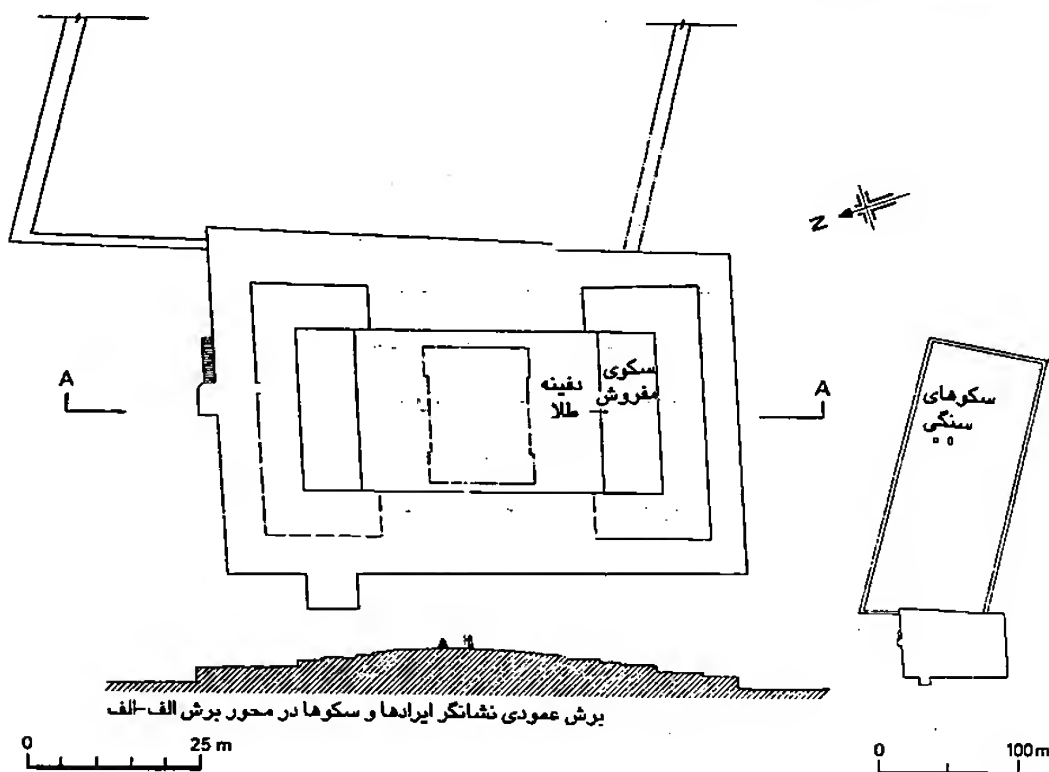 N
A
A
سکوی
مفروش
دفینه
طلا
سکوهای
سنگی
برش عمودی نشانگر ایرادها و سکوها در محور برش الف-الف
0 25 m
0 100m